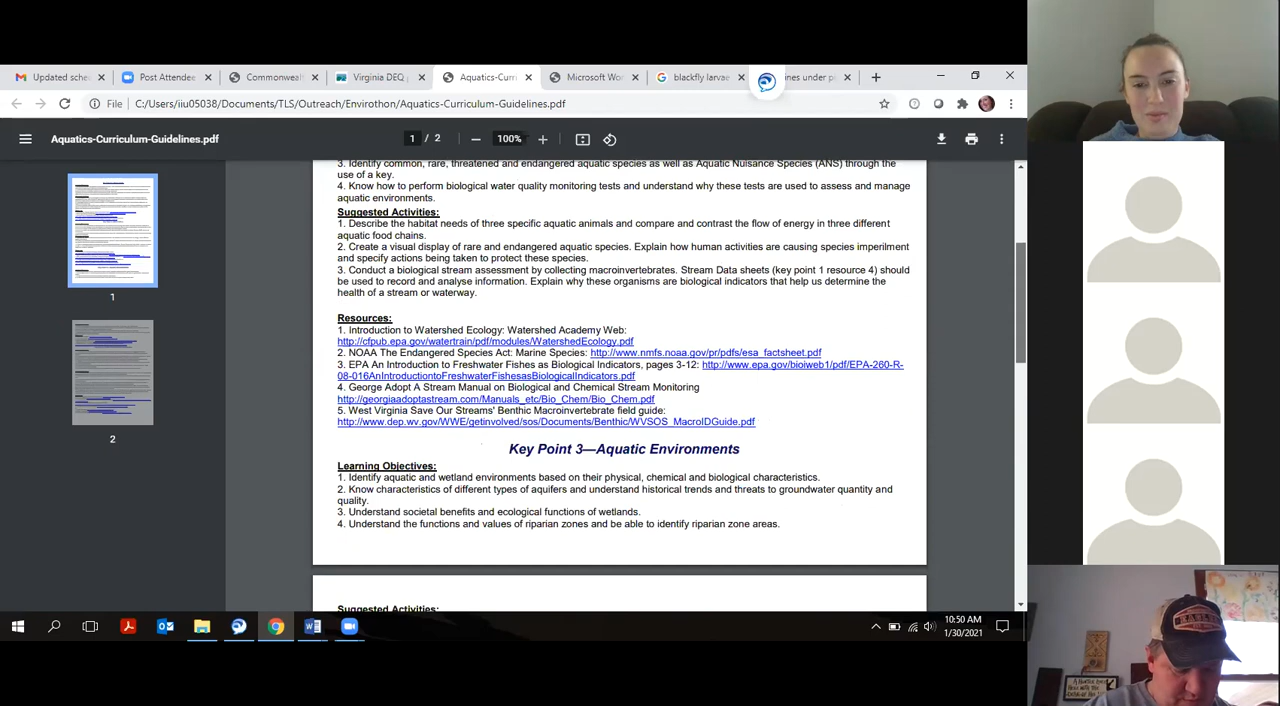 Updated sche
Post Attendee
Commonweal
Virginia DEQ
Aquatics-Curri
Microsoft Wo
blackfly larvae
ines under pi
File C:/Users/iiu05038/Documents/TLS/Outreach/Envirothon/Aquatics-Curriculum-Guidelines.pdf
Aquatics-Curriculum-Guidelines.pdf
1 / 2
100%
3. Identify common, rare, threatened and endangered aquatic species as well as Aquatic Nuisance Species (ANS) through the
use of a key.
4. Know how to perform biological water quality monitoring tests and understand why these tests are used to assess and manage
aquatic environments.
Suggested Activities:
1. Describe the habitat needs of three specific aquatic animals and compare and contrast the flow of energy in three different
aquatic food chains.
2. Create a visual display of rare and endangered aquatic species. Explain how human activities are causing species imperilment
and specify actions being taken to protect these species.
3. Conduct a biological stream assessment by collecting macroinvertebrates. Stream Data sheets (key point 1 resource 4) should
be used to record and analyse information. Explain why these organisms are biological indicators that help us determine the
health of a stream or waterway.
Resources:
1. Introduction to Watershed Ecology: Watershed Academy Web:
http://cfpub.epa.gov/watertrain/pdf/modules/WatershedEcology.pdf
2. NOAA The Endangered Species Act: Marine Species: http://www.nmfs.noaa.gov/pr/pdfs/esa_factsheet.pdf
3. EPA An Introduction to Freshwater Fishes as Biological Indicators, pages 3-12: http://www.epa.gov/bioiweb1/pdf/EPA-260-R-
08-016AnIntroductiontoFreshwaterFishesasBiologicalIndicators.pdf
4. George Adopt A Stream Manual on Biological and Chemical Stream Monitoring
http://georgiaadoptastream.com/Manuals_etc/Bio_Chem/Bio_Chem.pdf
5. West Virginia Save Our Streams' Benthic Macroinvertebrate field guide:
http://www.dep.wv.gov/WWE/getinvolved/sos/Documents/Benthic/WVSOS_MacroIDGuide.pdf
Key Point 3—Aquatic Environments
Learning Objectives:
1. Identify aquatic and wetland environments based on their physical, chemical and biological characteristics.
2. Know characteristics of different types of aquifers and understand historical trends and threats to groundwater quantity and
quality.
3. Understand societal benefits and ecological functions of wetlands.
4. Understand the functions and values of riparian zones and be able to identify riparian zone areas.
Suggested Activities:
1
2
10:50 AM
1/30/2021